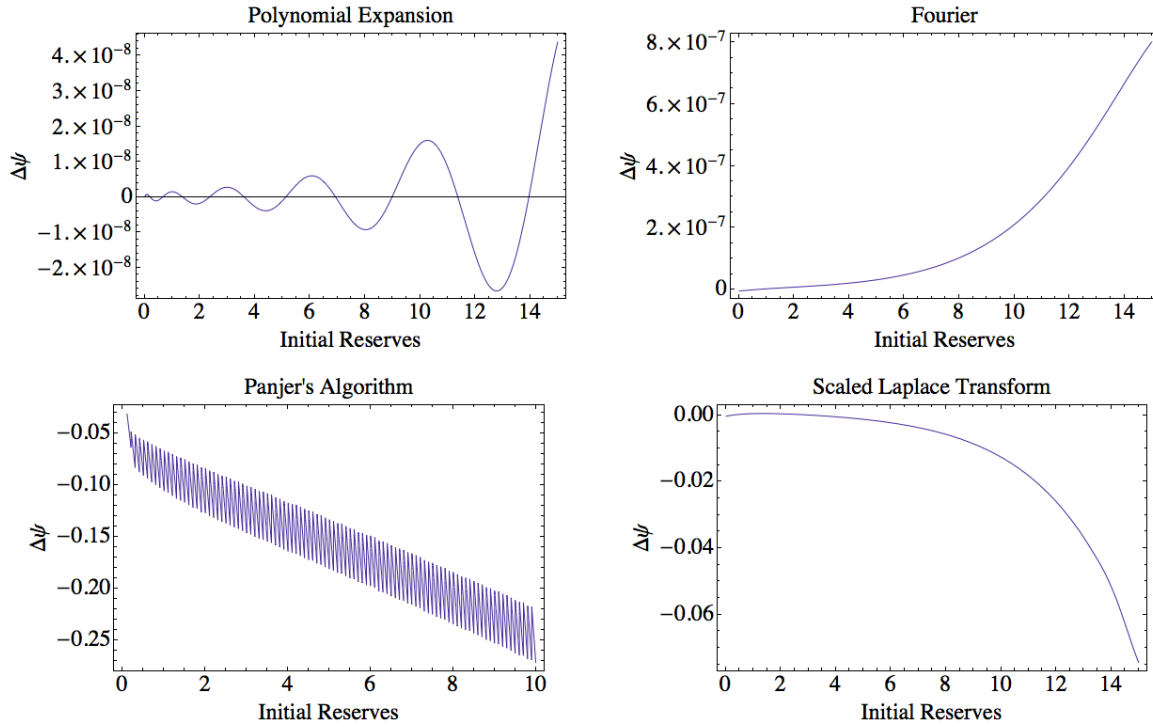 Polynomial Expansion
4.×10⁻⁸
3.×10⁻⁸
2.×10⁻⁸
1.×10⁻⁸
0
−1.×10⁻⁸
−2.×10⁻⁸
Δψ
0 2 4 6 8 10 12 14
Initial Reserves
Fourier
8.×10⁻⁷
6.×10⁻⁷
4.×10⁻⁷
2.×10⁻⁷
0
Δψ
0 2 4 6 8 10 12 14
Initial Reserves
Panjer's Algorithm
−0.05
−0.10
−0.15
−0.20
−0.25
Δψ
0 2 4 6 8 10
Initial Reserves
Scaled Laplace Transform
0.00
−0.02
−0.04
−0.06
Δψ
0 2 4 6 8 10 12 14
Initial Reserves